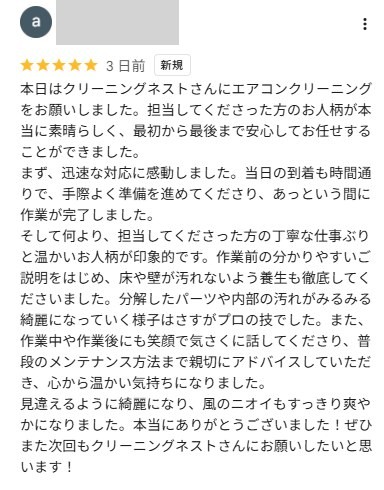 a
3 日前
新規
本日はクリーニングネストさんにエアコンクリーニング
をお願いしました。担当してくださった方のお人柄が本
当に素晴らしく、最初から最後まで安心してお任せする
ことができました。
まず、迅速な対応に感動しました。当日の到着も時間通
りで、手際よく準備を進めてくださり、あっという間に
作業が完了しました。
そして何より、担当してくださった方の丁寧な仕事ぶり
と温かいお人柄が印象的です。作業前の分かりやすいご
説明をはじめ、床や壁が汚れないよう養生も徹底してく
ださいました。分解したパーツや内部の汚れがみるみる
綺麗になっていく様子はさすがプロの技でした。また、
作業中や作業後にも笑顔で気さくに話してくださり、普
段のメンテナンス方法まで親切にアドバイスしていただ
き、心から温かい気持ちになりました。
見違えるように綺麗になり、風のニオイもすっきり爽や
かになりました。本当にありがとうございました！ぜひ
また次回もクリーニングネストさんにお願いしたいと思
います！